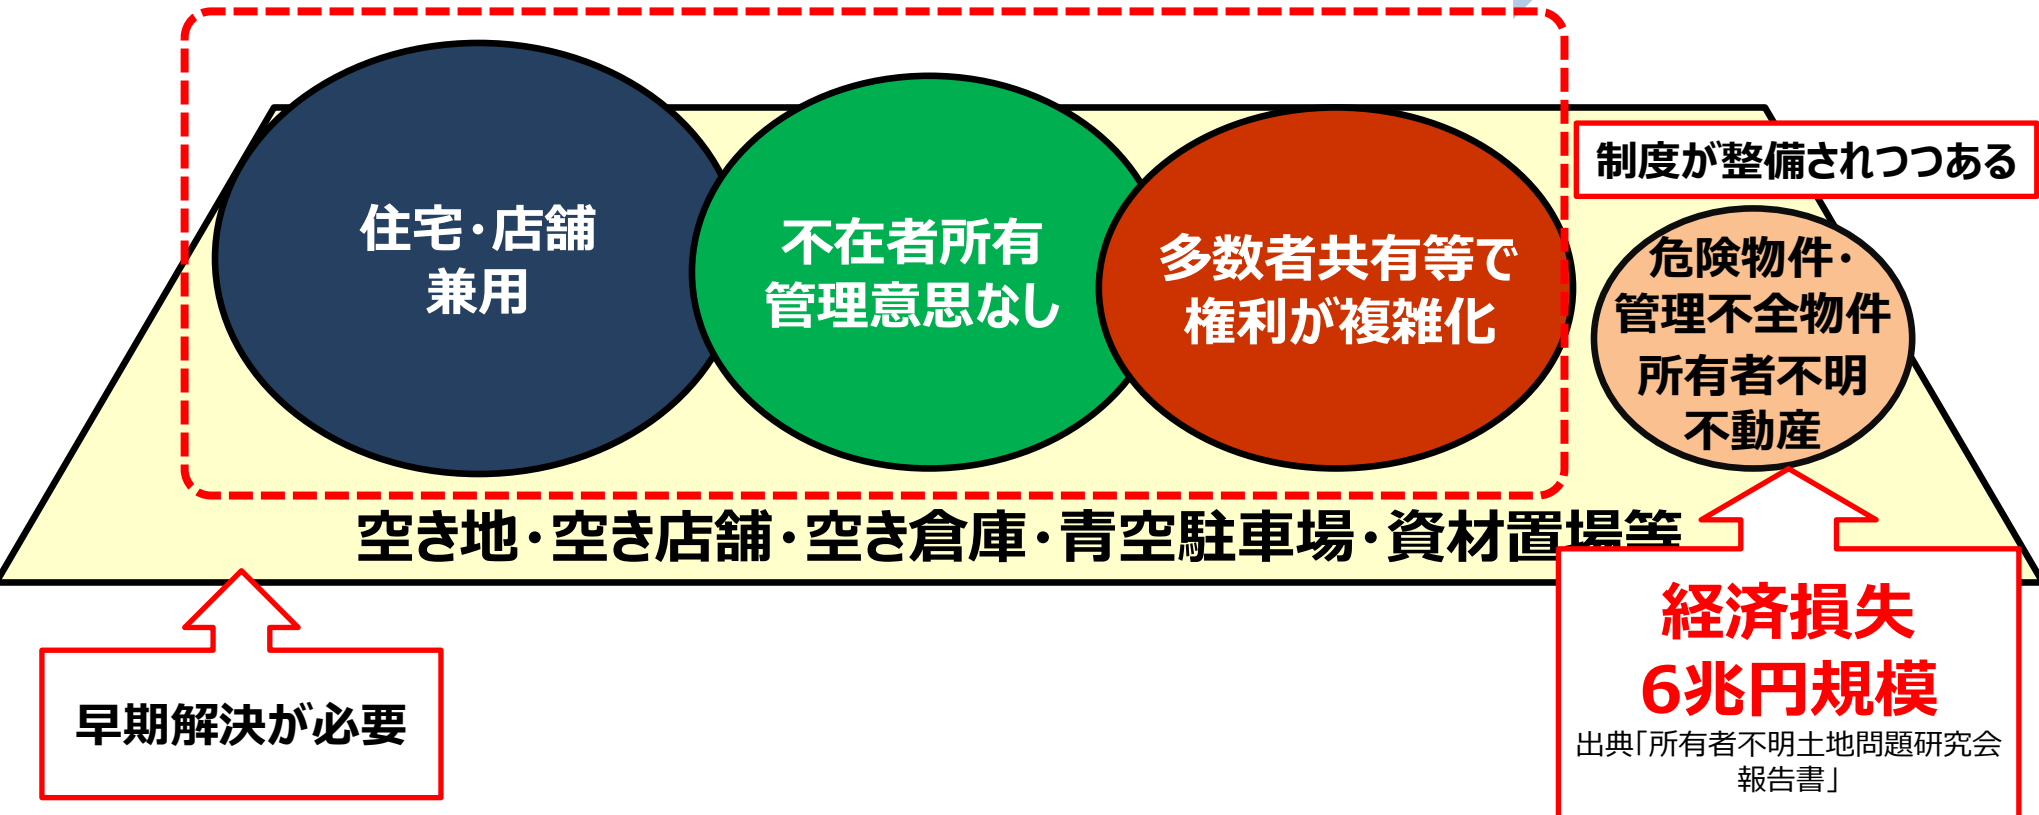 住宅・店舗
兼用
不在者所有
管理意思なし
多数者共有等で
権利が複雑化
制度が整備されつつある
危険物件・
管理不全物件
所有者不明
不動産
空き地・空き店舗・空き倉庫・青空駐車場・資材置場等
早期解決が必要
経済損失
6兆円規模
出典「所有者不明土地問題研究会
報告書」